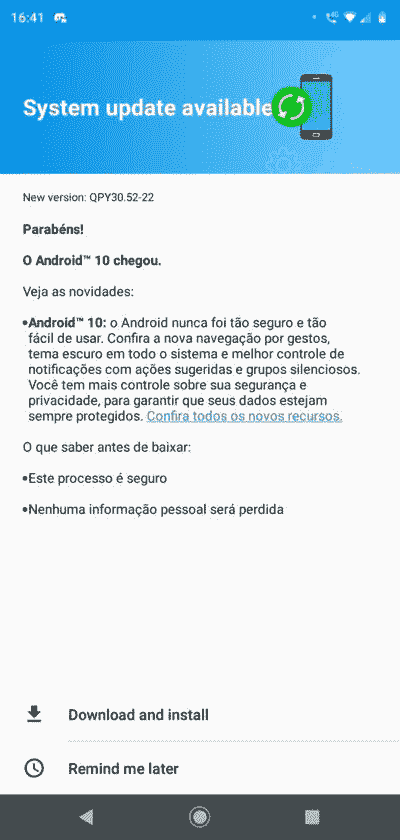 16:41
4G
System update available
New version: QPY30.52-22
Parabéns!
O Android™ 10 chegou.
Veja as novidades:
•Android™ 10: o Android nunca foi tão seguro e tão
fácil de usar. Confira a nova navegação por gestos,
tema escuro em todo o sistema e melhor controle de
notificações com ações sugeridas e grupos silenciosos.
Você tem mais controle sobre sua segurança e
privacidade, para garantir que seus dados estejam
sempre protegidos. Confira todos os novos recursos.
O que saber antes de baixar:
•Este processo é seguro
•Nenhuma informação pessoal será perdida
Download and install
Remind me later